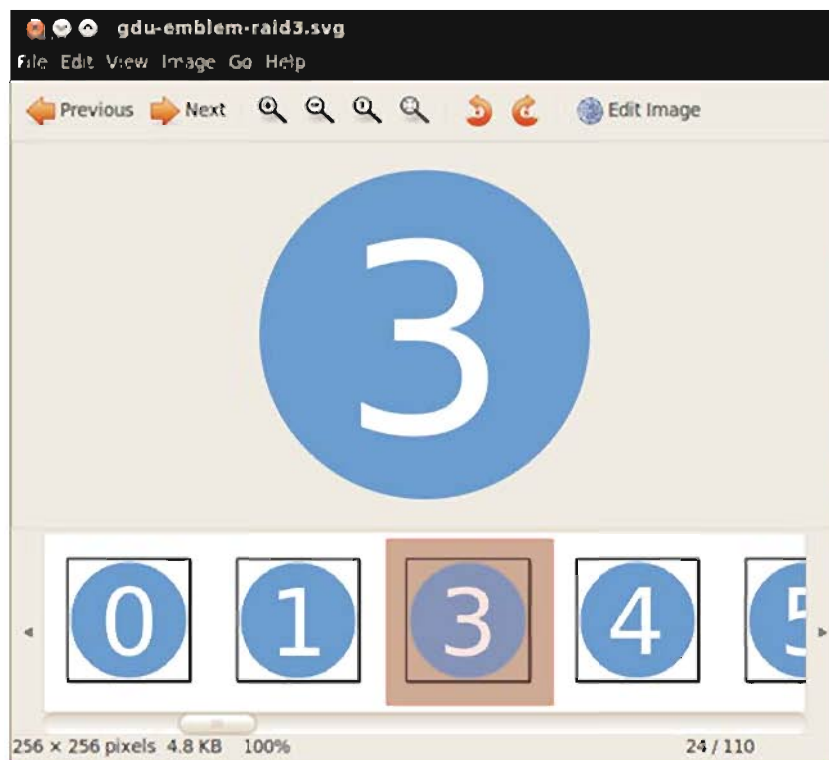 gdu-emblem-raid3.svg
File Edit View Image Go Help
Previous Next Edit Image
3
0 1 3 4 5
256 × 256 pixels 4.8 KB 100% 24 / 110